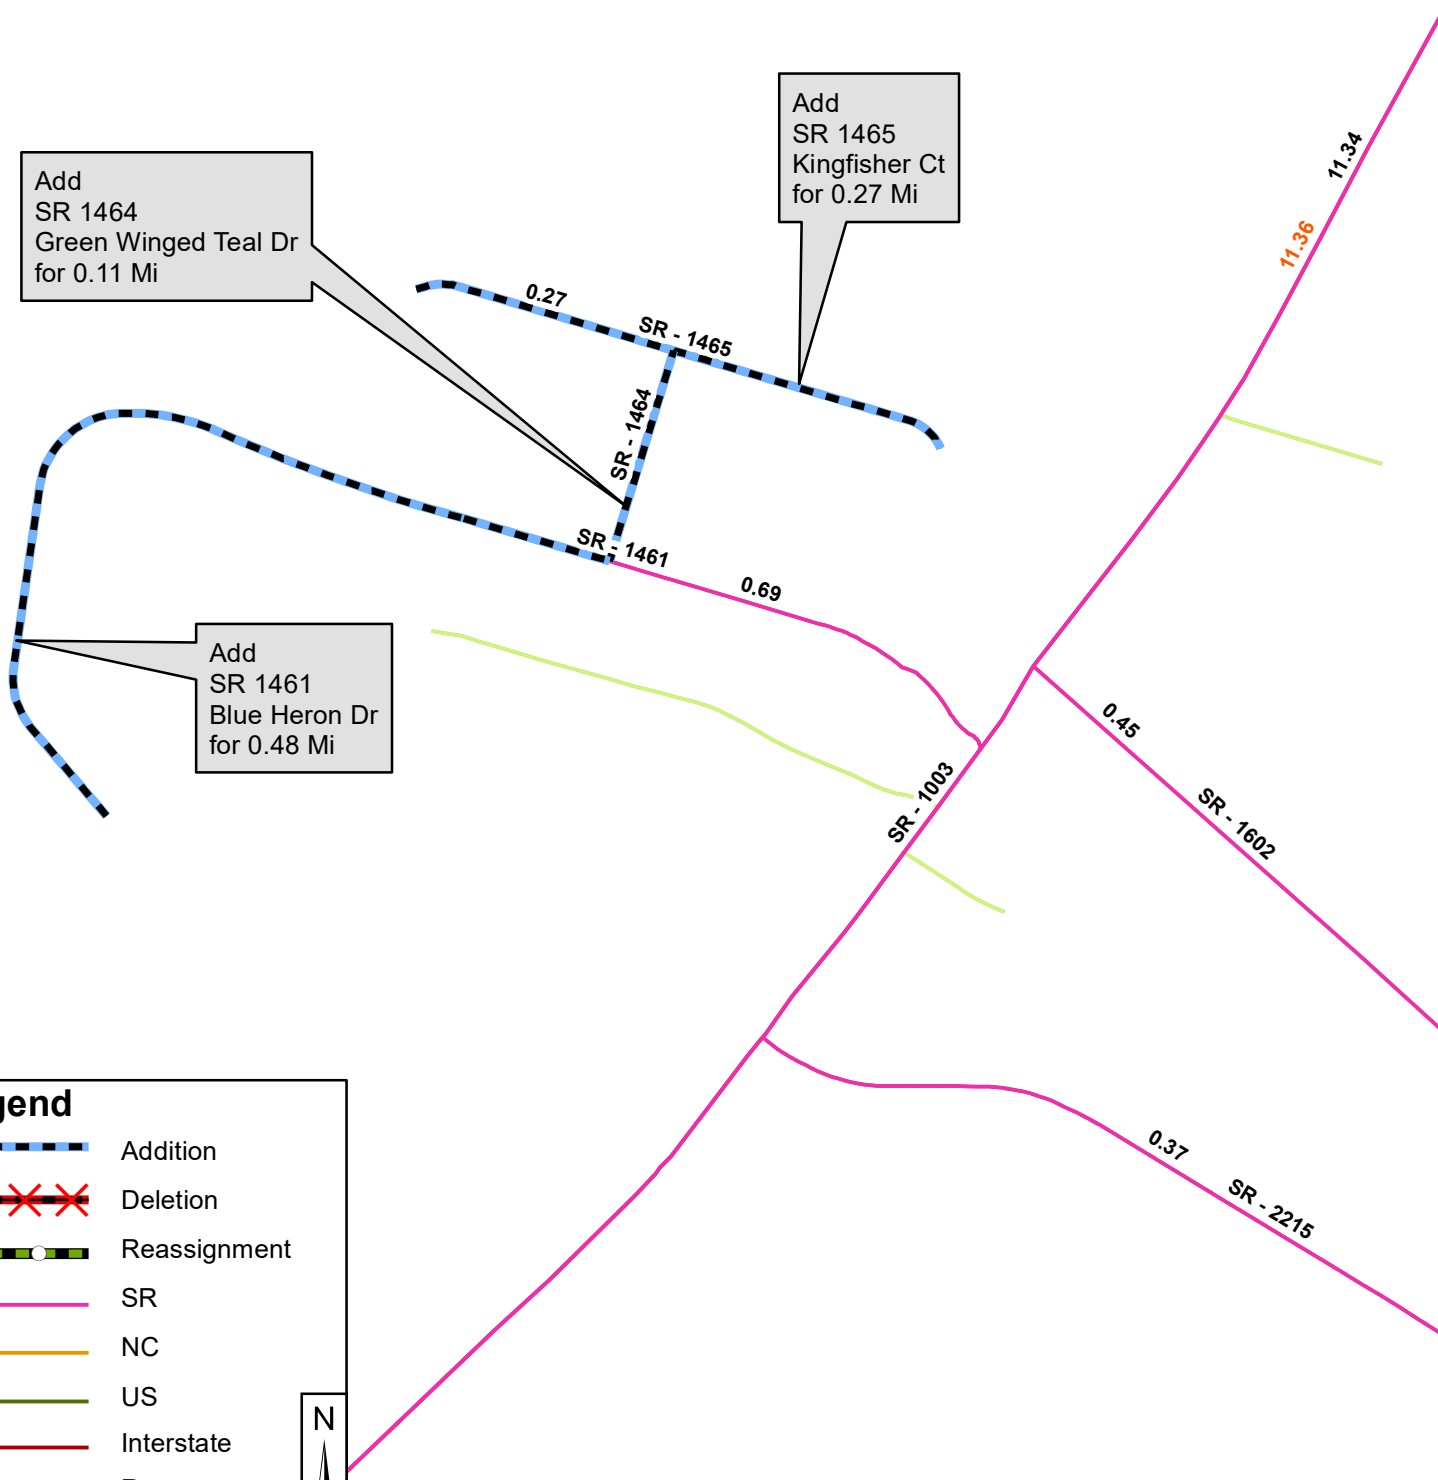 Add
SR 1465
Kingfisher Ct
for 0.27 Mi
11.34
11.36
Add
SR 1464
Green Winged Teal Dr
for 0.11 Mi
0.27
SR - 1465
SR - 1464
SR - 1461
0.69
Add
SR 1461
Blue Heron Dr
for 0.48 Mi
SR - 1003
0.45
SR - 1602
0.37
SR - 2215
gend
Addition
Deletion
Reassignment
SR
NC
US
Interstate
N